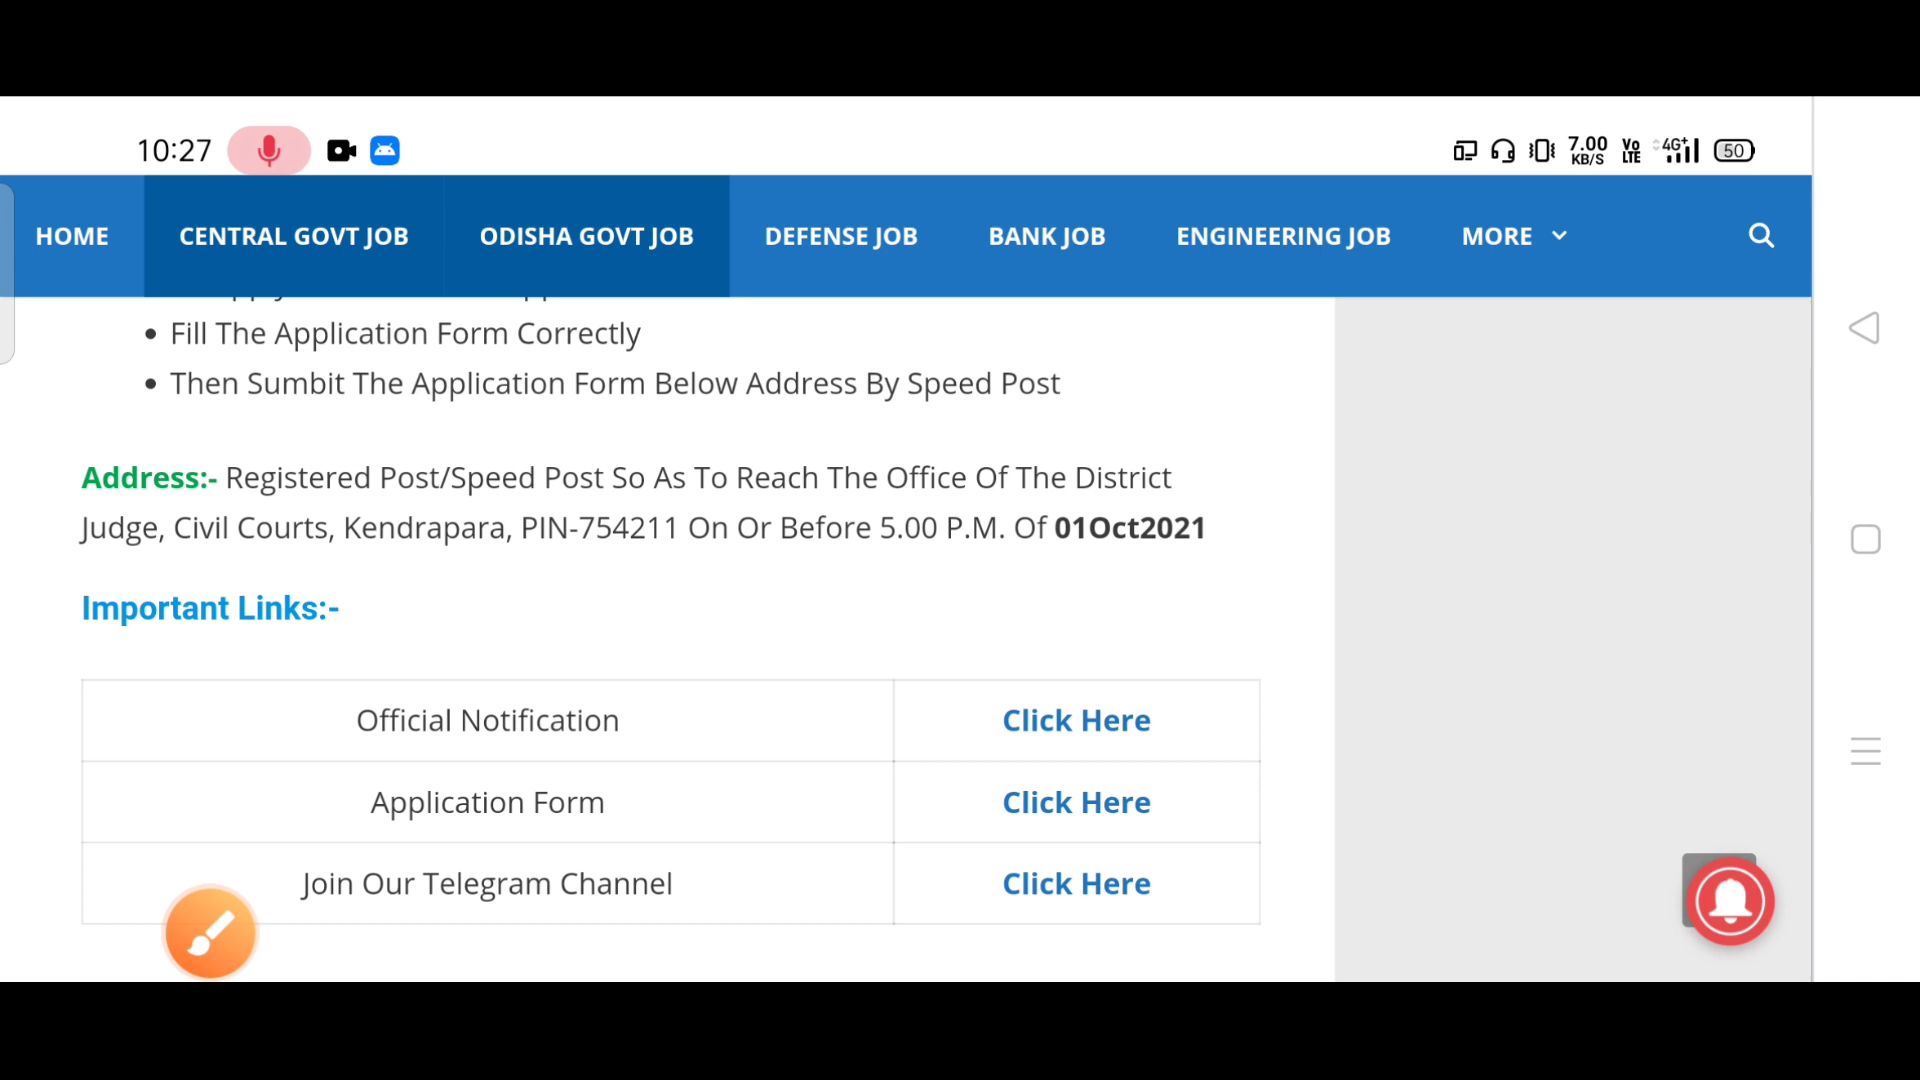 10:27 7.00 KB/S Vo LTE 4G+ 50
HOME CENTRAL GOVT JOB ODISHA GOVT JOB DEFENSE JOB BANK JOB ENGINEERING JOB MORE
• Fill The Application Form Correctly
• Then Sumbit The Application Form Below Address By Speed Post
Address:- Registered Post/Speed Post So As To Reach The Office Of The District
Judge, Civil Courts, Kendrapara, PIN-754211 On Or Before 5.00 P.M. Of 01Oct2021
Important Links:-
Official Notification Click Here
Application Form Click Here
Join Our Telegram Channel Click Here